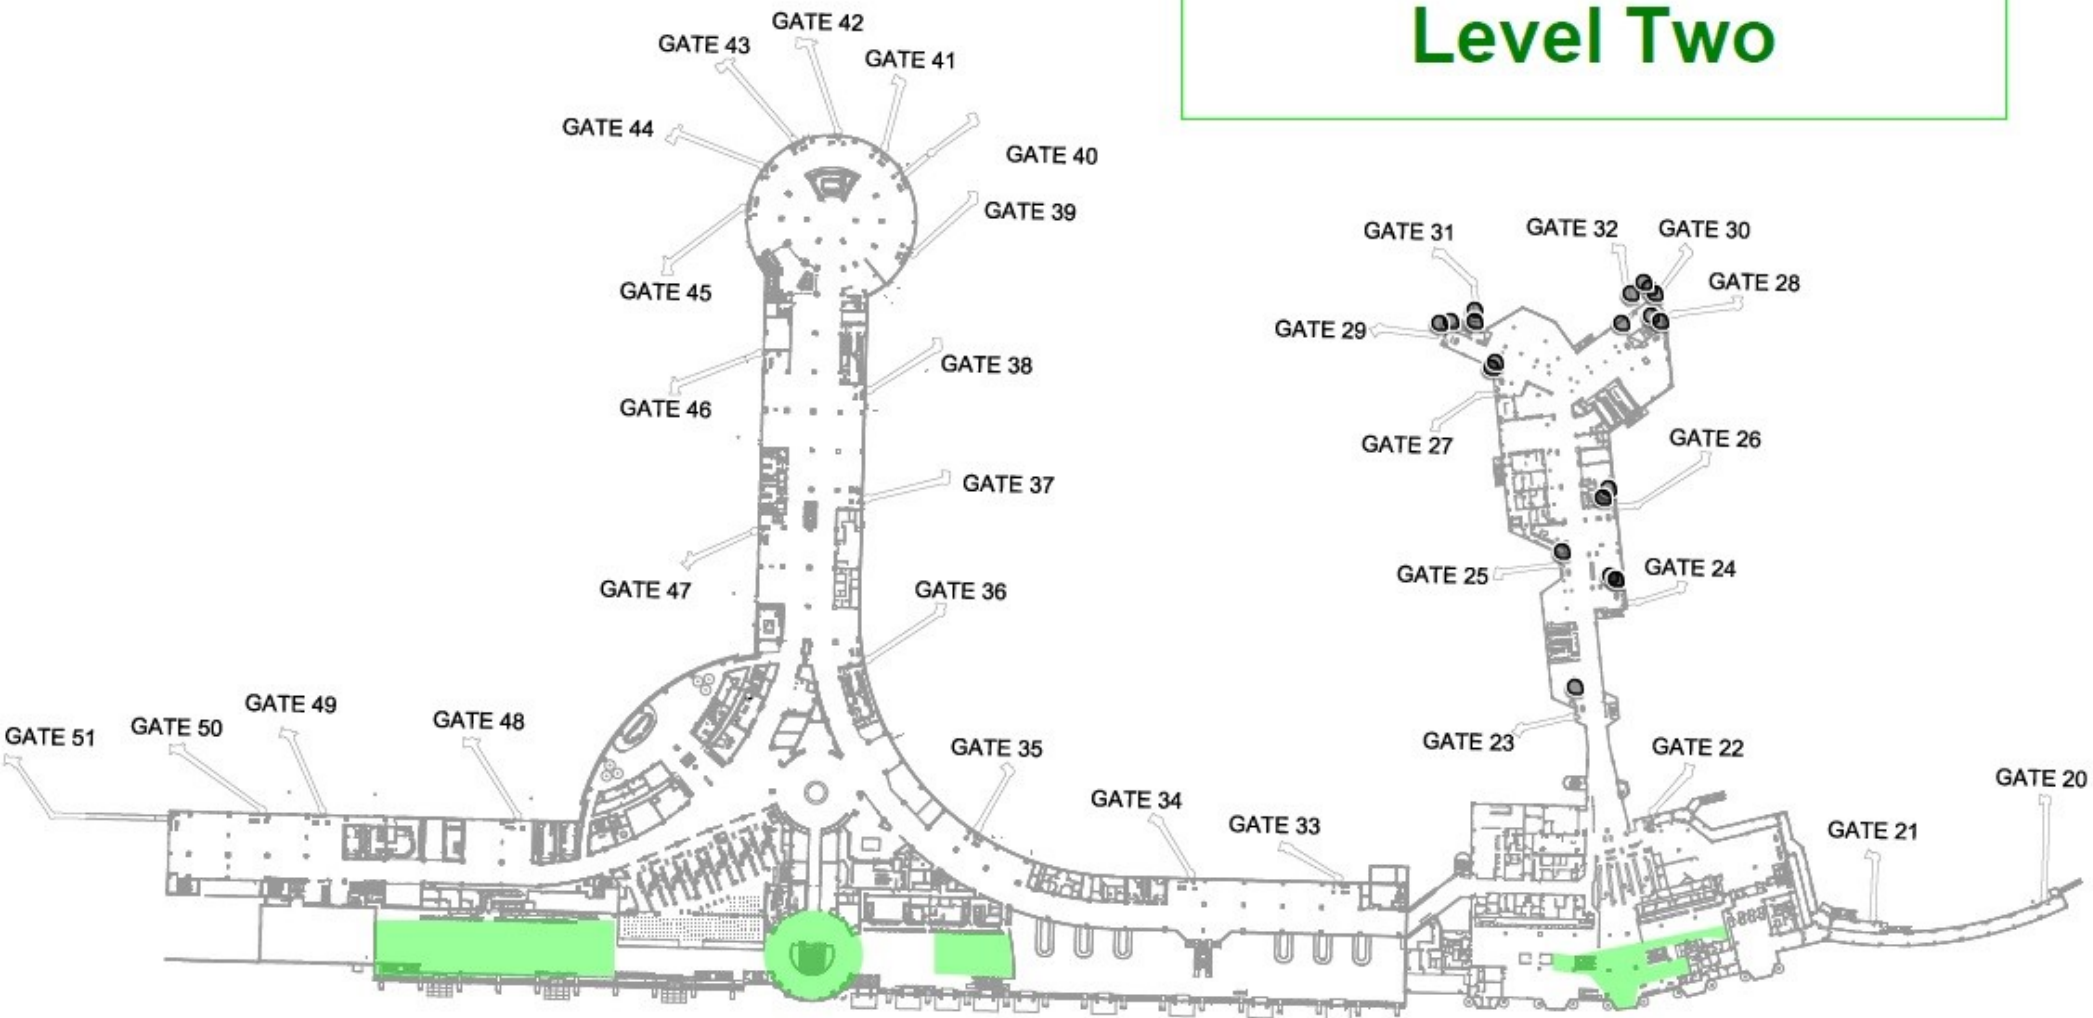 Level Two
GATE 42
GATE 43
GATE 41
GATE 44
GATE 40
GATE 39
GATE 45
GATE 31
GATE 32
GATE 30
GATE 28
GATE 29
GATE 38
GATE 46
GATE 27
GATE 26
GATE 37
GATE 47
GATE 36
GATE 25
GATE 24
GATE 51
GATE 50
GATE 49
GATE 48
GATE 35
GATE 23
GATE 22
GATE 34
GATE 33
GATE 21
GATE 20